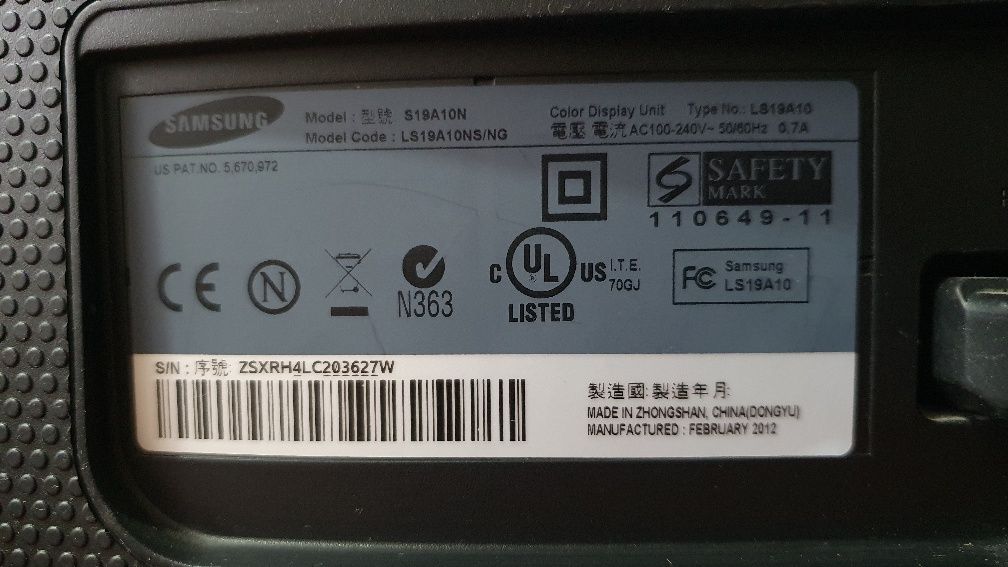 SAMSUNG
Model : 型號 S19A10N
Model Code : LS19A10NS/NG
Color Display Unit Type No.: LS19A10
電壓 電流 AC100-240V~ 50/60Hz 0.7A
US PAT.NO. 5,670,972
S SAFETY
MARK
110649-11
CE
N
N363
C UL US
LISTED
I.T.E.
70GJ
FC Samsung
LS19A10
S/N : 序號: ZSXRH4LC203627W
製造國: 製造年月:
MADE IN ZHONGSHAN, CHINA(DONGYU)
MANUFACTURED : FEBRUARY 2012